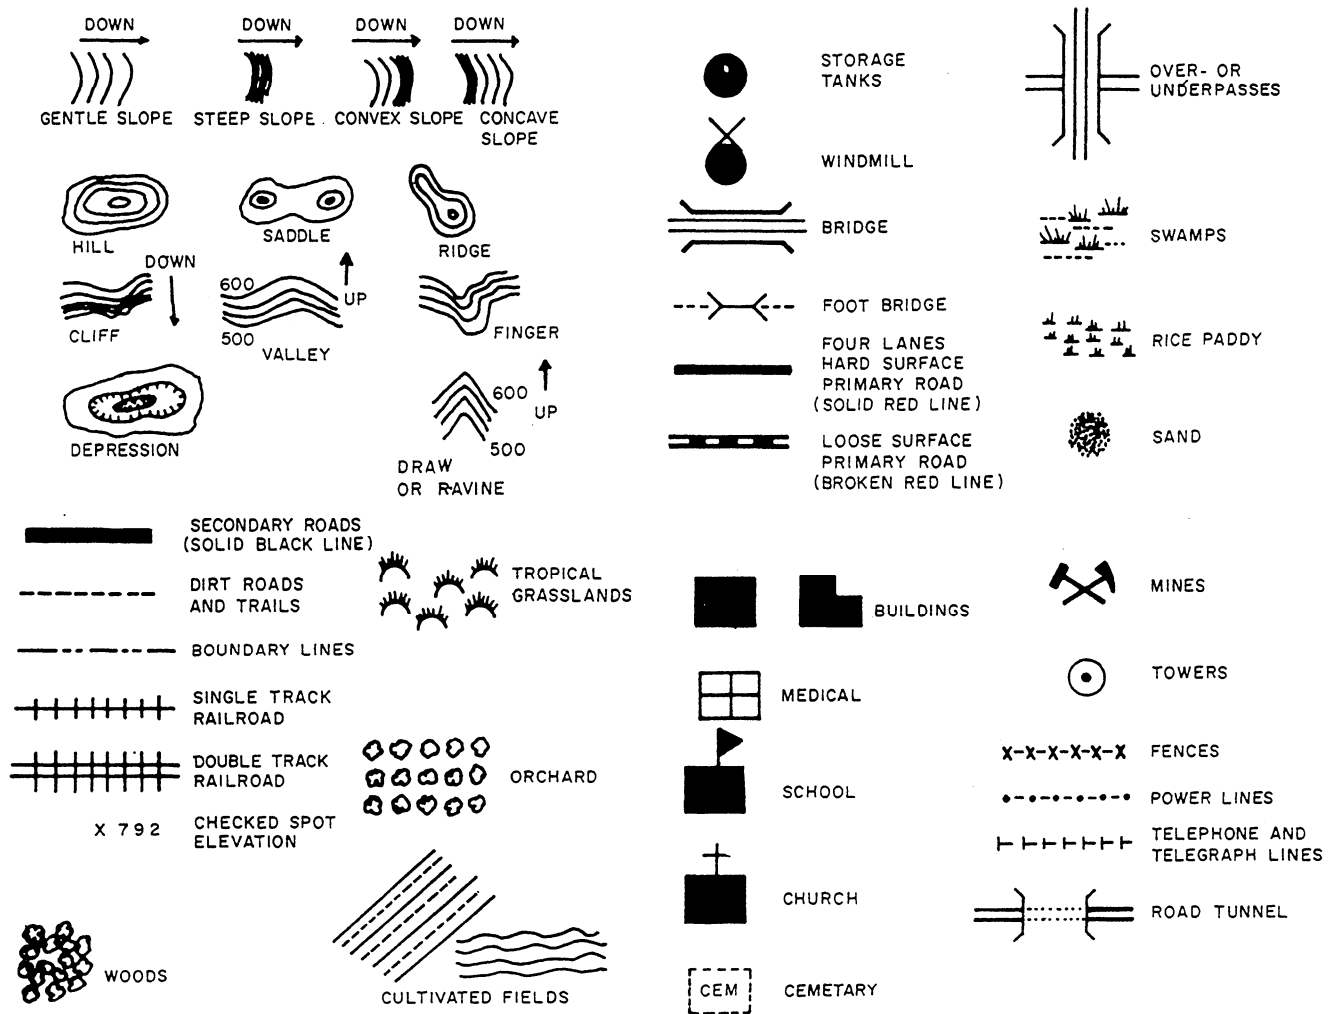 DOWN
DOWN
DOWN
DOWN
GENTLE SLOPE
STEEP SLOPE
CONVEX SLOPE
CONCAVE
SLOPE
HILL
SADDLE
RIDGE
DOWN
CLIFF
600
500
UP
VALLEY
FINGER
DEPRESSION
600
500
UP
DRAW
OR RAVINE
SECONDARY ROADS
(SOLID BLACK LINE)
DIRT ROADS
AND TRAILS
BOUNDARY LINES
SINGLE TRACK
RAILROAD
DOUBLE TRACK
RAILROAD
X 792
CHECKED SPOT
ELEVATION
WOODS
TROPICAL
GRASSLANDS
ORCHARD
CULTIVATED FIELDS
STORAGE
TANKS
WINDMILL
BRIDGE
FOOT BRIDGE
FOUR LANES
HARD SURFACE
PRIMARY ROAD
(SOLID RED LINE)
LOOSE SURFACE
PRIMARY ROAD
(BROKEN RED LINE)
BUILDINGS
MEDICAL
SCHOOL
CHURCH
CEM
CEMETARY
OVER- OR
UNDERPASSES
SWAMPS
RICE PADDY
SAND
MINES
TOWERS
X-X-X-X-X-X
FENCES
POWER LINES
TELEPHONE AND
TELEGRAPH LINES
ROAD TUNNEL